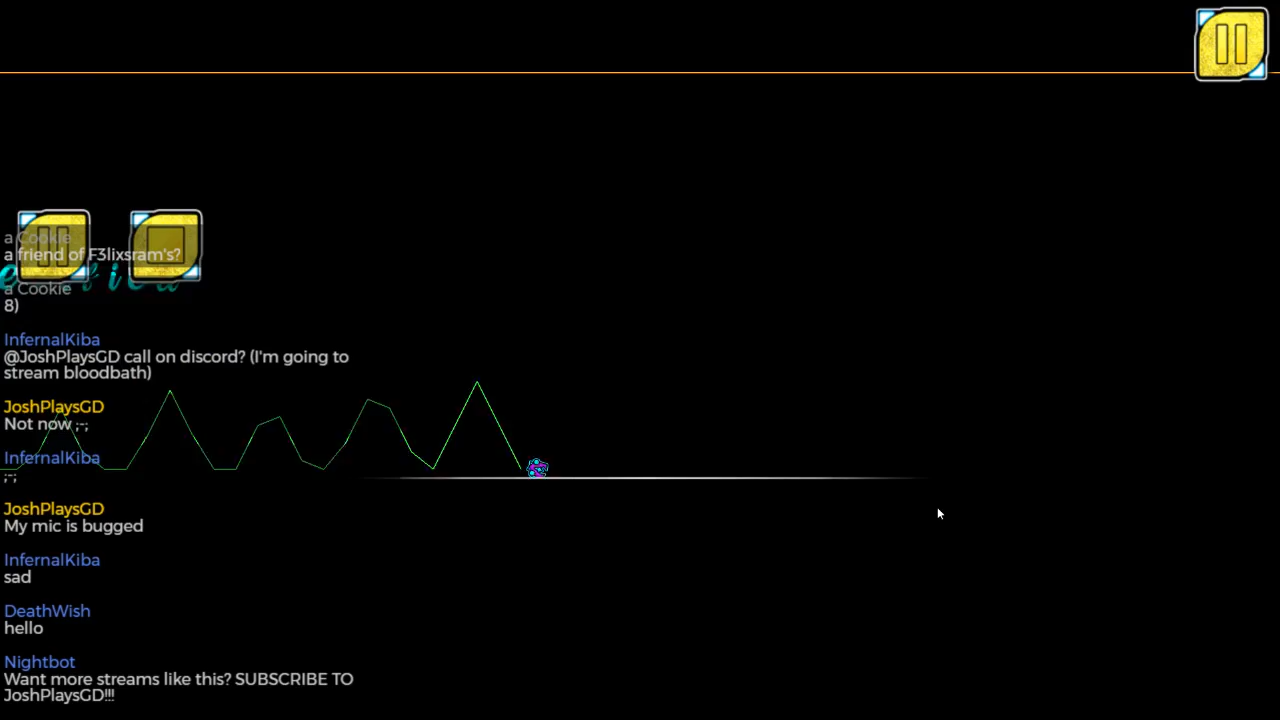 a Cookie
a friend of F3lixsram's?
a Cookie
8)
InfernalKiba
@JoshPlaysGD call on discord? (I'm going to
stream bloodbath)
JoshPlaysGD
Not now ;-;
InfernalKiba
;-;
JoshPlaysGD
My mic is bugged
InfernalKiba
sad
DeathWish
hello
Nightbot
Want more streams like this? SUBSCRIBE TO
JoshPlaysGD!!!